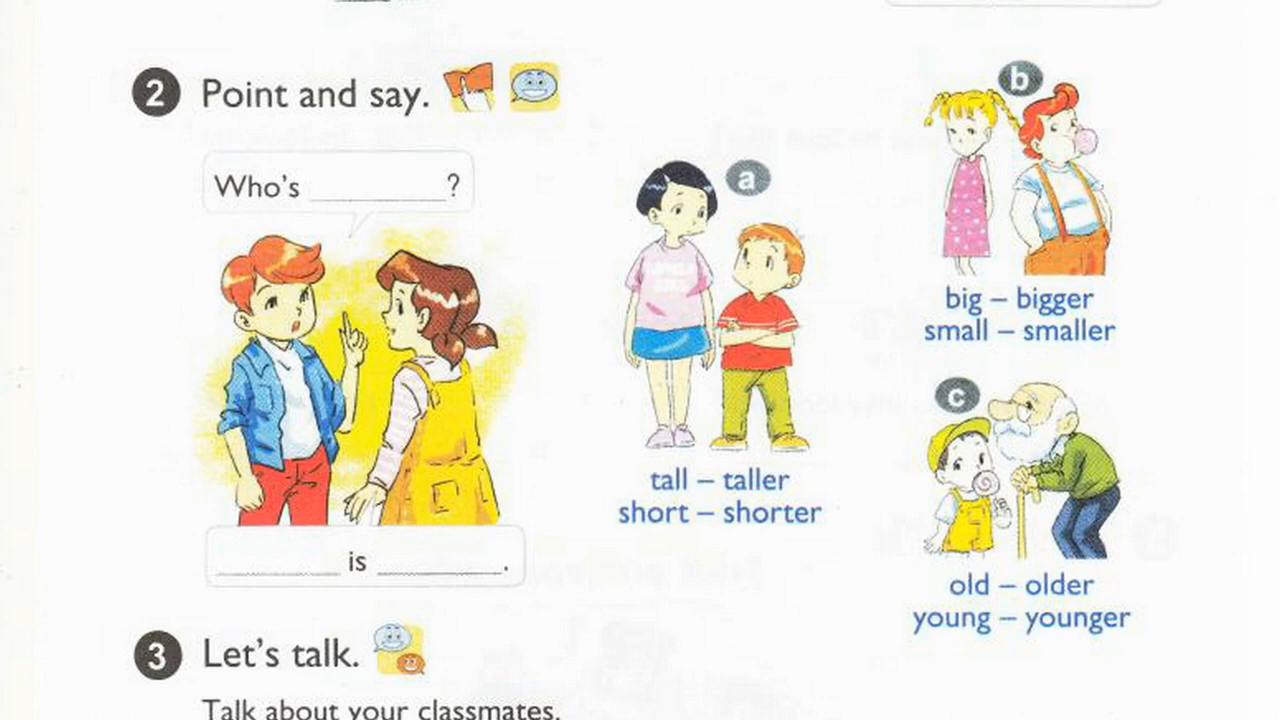 2 Point and say.
Who's ________?
________ is ________.
a
tall – taller
short – shorter
b
big – bigger
small – smaller
c
old – older
young – younger
3 Let's talk.
Talk about your classmates.